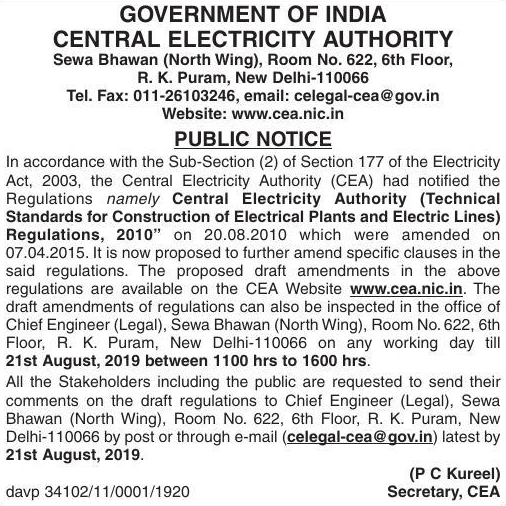 GOVERNMENT OF INDIA
CENTRAL ELECTRICITY AUTHORITY
Sewa Bhawan (North Wing), Room No. 622, 6th Floor,
R. K. Puram, New Delhi-110066
Tel. Fax: 011-26103246, email: celegal-cea@gov.in
Website: www.cea.nic.in
PUBLIC NOTICE
In accordance with the Sub-Section (2) of Section 177 of the Electricity
Act, 2003, the Central Electricity Authority (CEA) had notified the
Regulations namely Central Electricity Authority (Technical
Standards for Construction of Electrical Plants and Electric Lines)
Regulations, 2010” on 20.08.2010 which were amended on
07.04.2015. It is now proposed to further amend specific clauses in the
said regulations. The proposed draft amendments in the above
regulations are available on the CEA Website www.cea.nic.in. The
draft amendments of regulations can also be inspected in the office of
Chief Engineer (Legal), Sewa Bhawan (North Wing), Room No. 622, 6th
Floor, R. K. Puram, New Delhi-110066 on any working day till
21st August, 2019 between 1100 hrs to 1600 hrs.
All the Stakeholders including the public are requested to send their
comments on the draft regulations to Chief Engineer (Legal), Sewa
Bhawan (North Wing), Room No. 622, 6th Floor, R. K. Puram, New
Delhi-110066 by post or through e-mail (celegal-cea@gov.in) latest by
21st August, 2019.
(P C Kureel)
davp 34102/11/0001/1920 Secretary, CEA